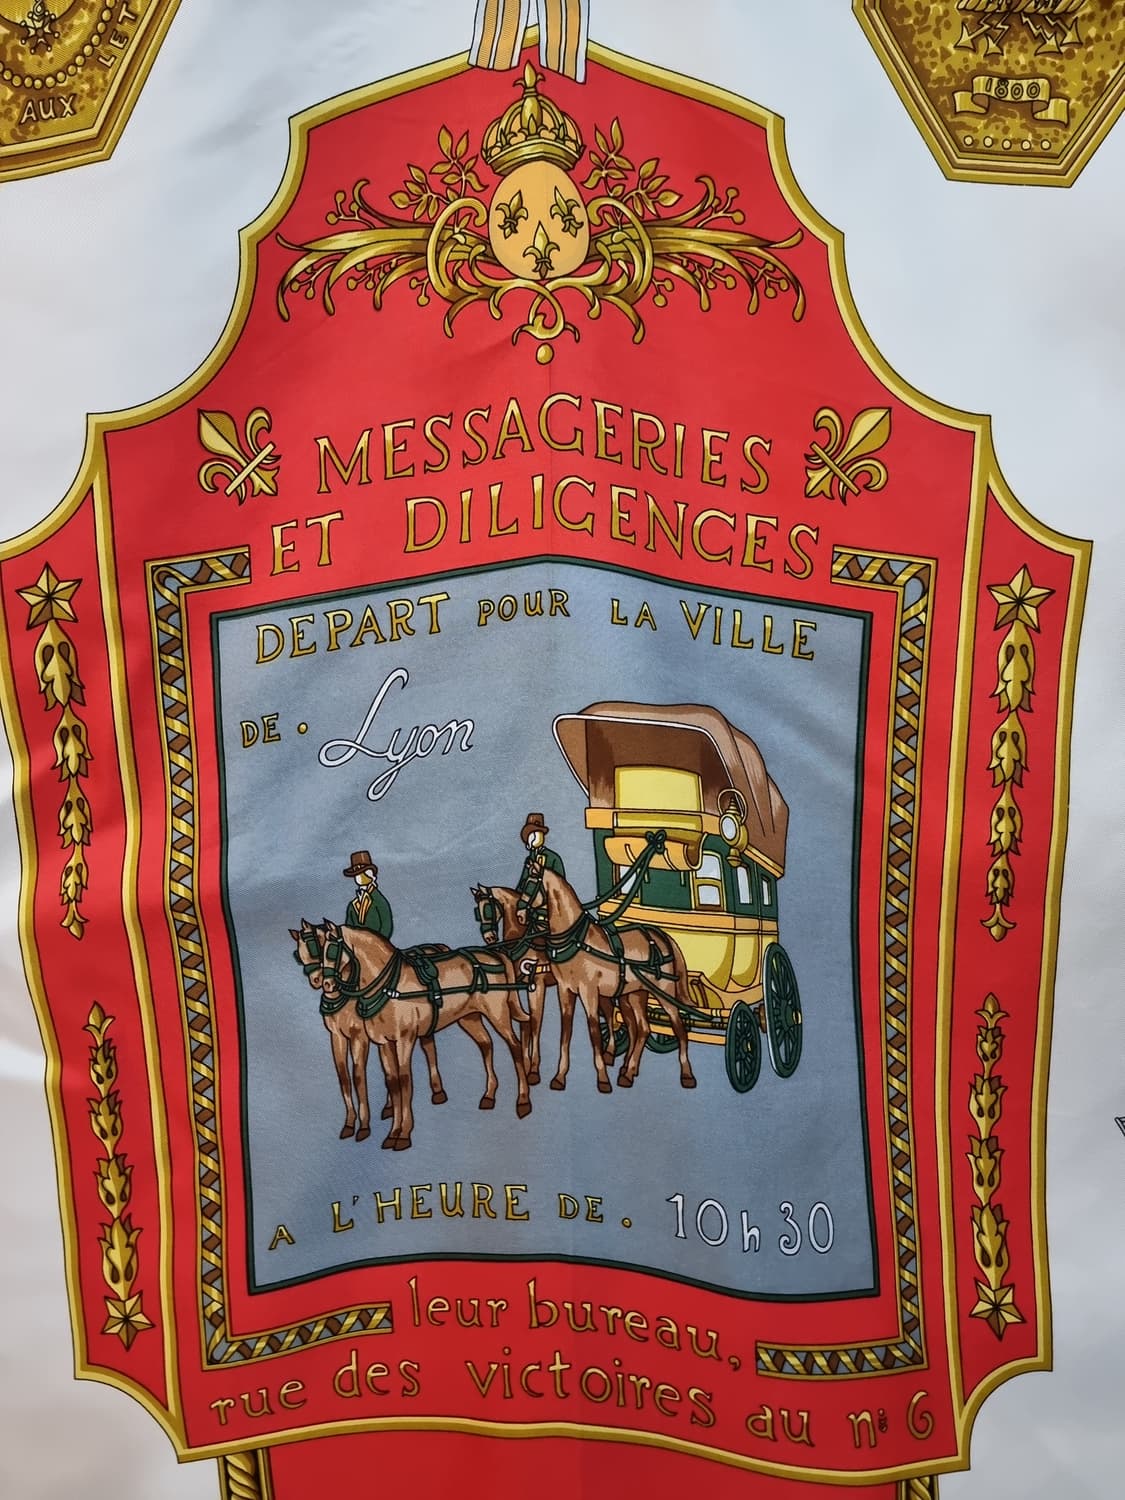 AUX
LET
1800
MESSAGERIES
ET DILIGENCES
DEPART POUR LA VILLE
DE. Lyon
A L'HEURE DE. 10h30
leur bureau,
rue des victoires au n: 6